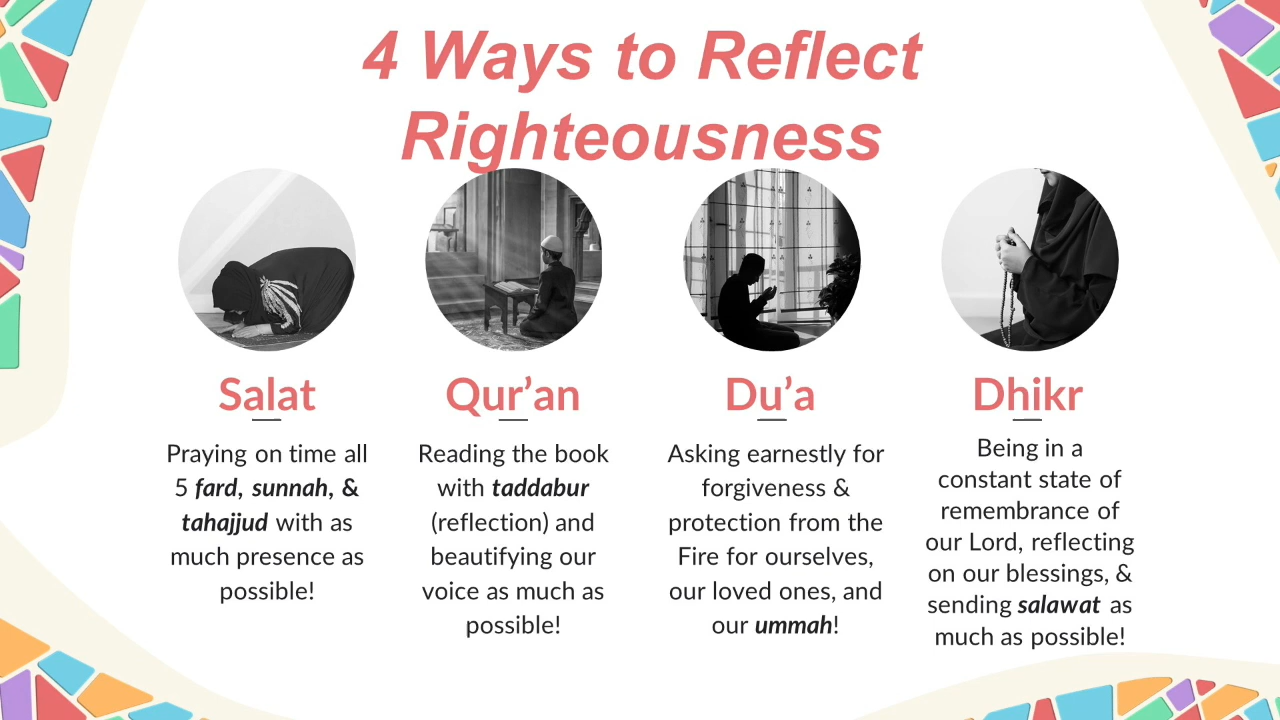 4 Ways to Reflect
Righteousness
Salat
Praying on time all
5 fard, sunnah, &
tahajjud with as
much presence as
possible!
Qur’an
Reading the book
with taddabur
(reflection) and
beautifying our
voice as much as
possible!
Du’a
Asking earnestly for
forgiveness &
protection from the
Fire for ourselves,
our loved ones, and
our ummah!
Dhikr
Being in a
constant state of
remembrance of
our Lord, reflecting
on our blessings, &
sending salawat as
much as possible!